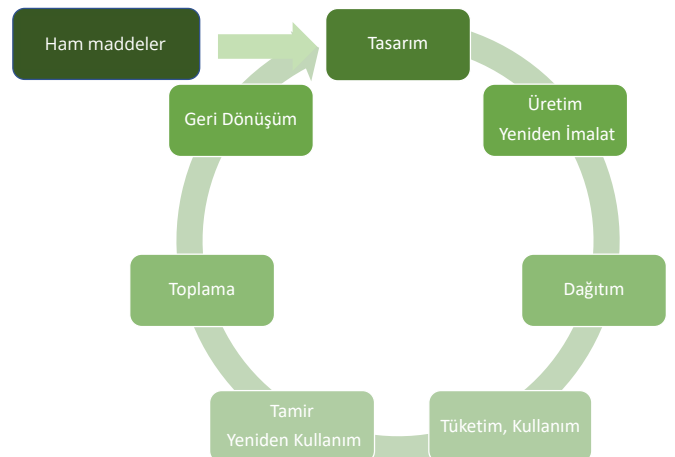 Ham maddeler
Tasarım
Üretim
Yeniden İmalat
Dağıtım
Tüketim, Kullanım
Tamir
Yeniden Kullanım
Toplama
Geri Dönüşüm